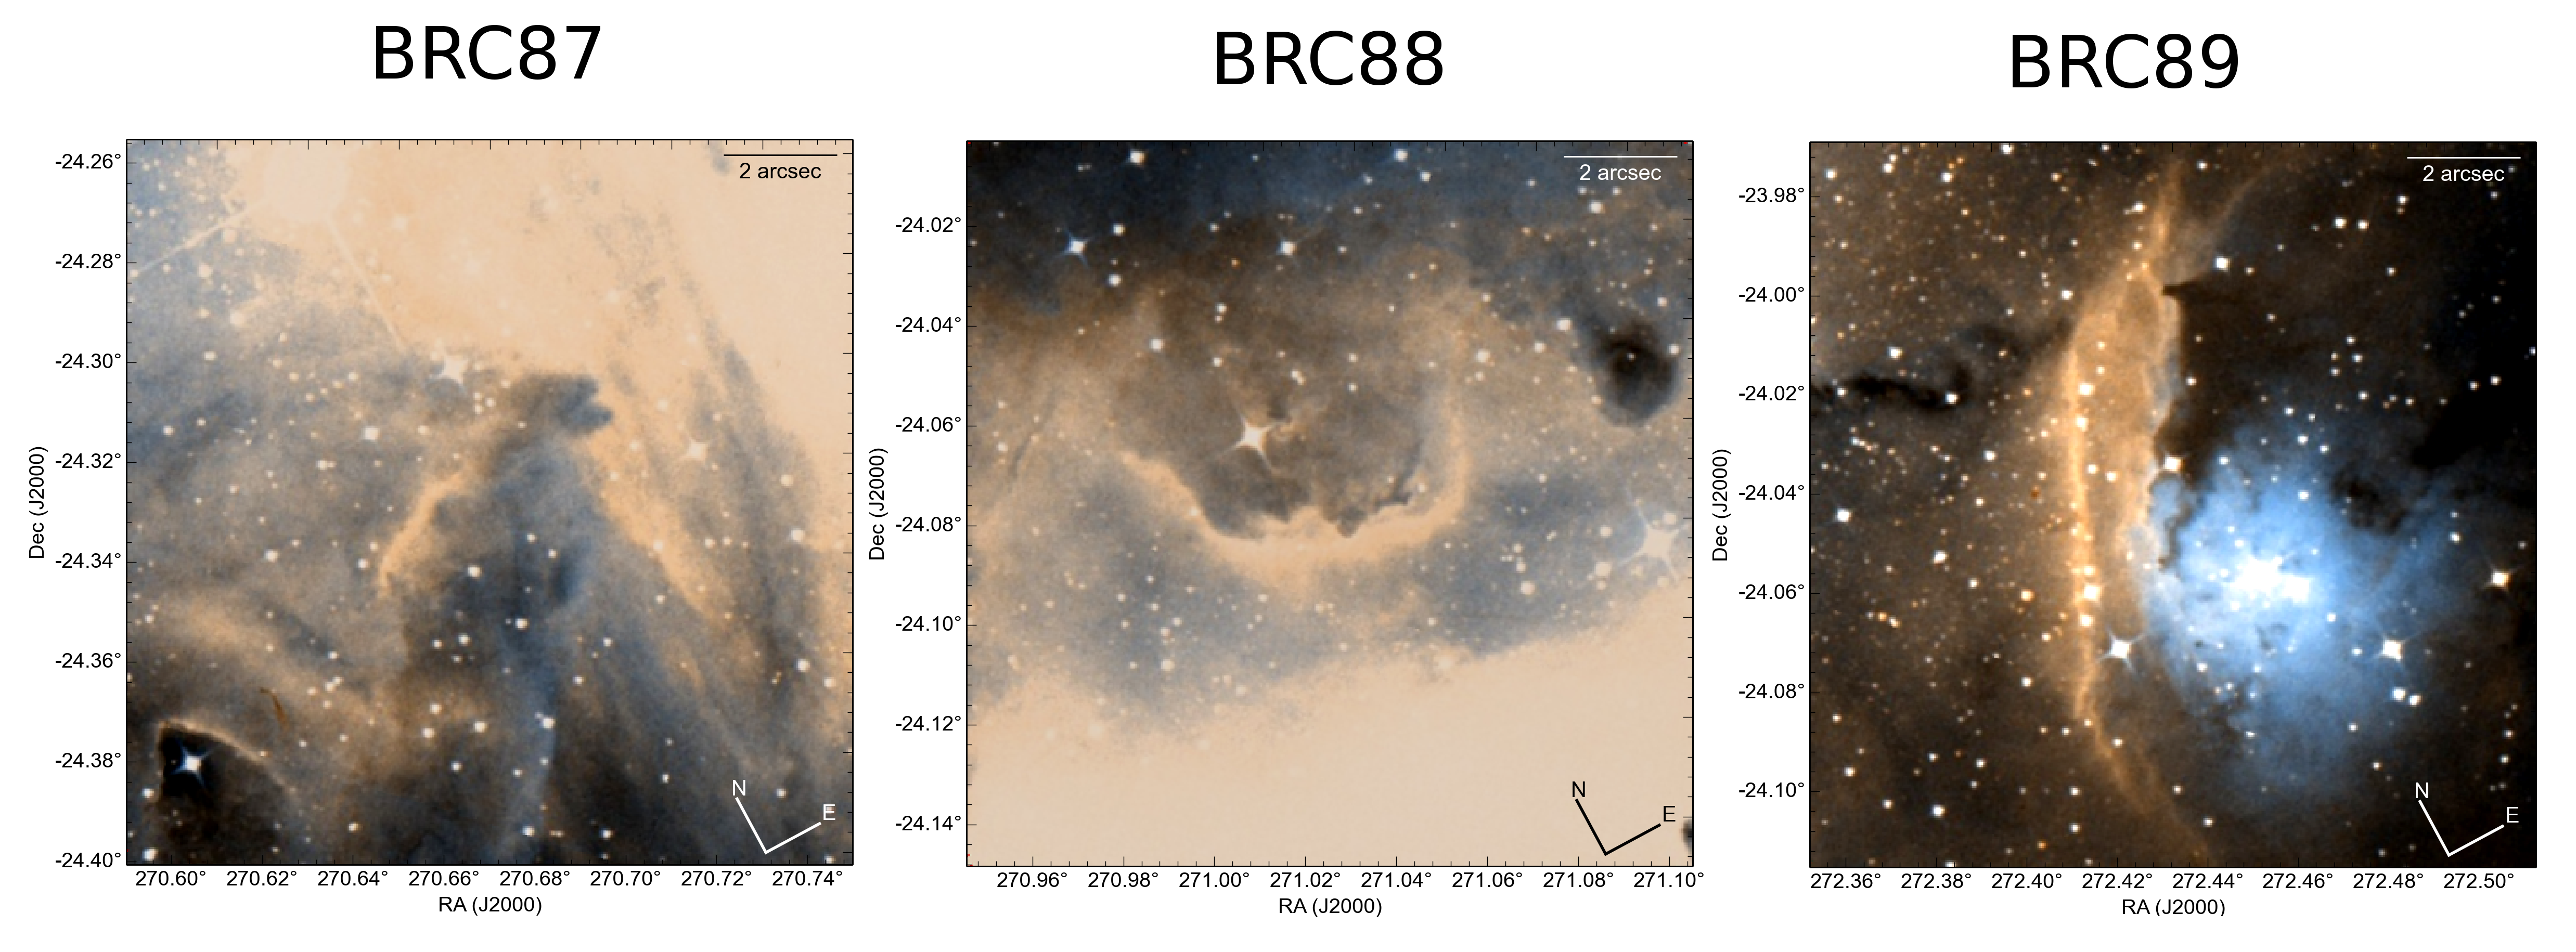 BRC87
BRC88
BRC89
2 arcsec
-24.26°
-24.28°
-24.30°
-24.32°
-24.34°
-24.36°
-24.38°
-24.40°
Dec (J2000)
N
E
270.60° 270.62° 270.64° 270.66° 270.68° 270.70° 270.72° 270.74°
RA (J2000)
2 arcsec
-24.02°
-24.04°
-24.06°
-24.08°
-24.10°
-24.12°
-24.14°
Dec (J2000)
N
E
270.96° 270.98° 271.00° 271.02° 271.04° 271.06° 271.08° 271.10°
RA (J2000)
2 arcsec
-23.98°
-24.00°
-24.02°
-24.04°
-24.06°
-24.08°
-24.10°
Dec (J2000)
N
E
272.36° 272.38° 272.40° 272.42° 272.44° 272.46° 272.48° 272.50°
RA (J2000)